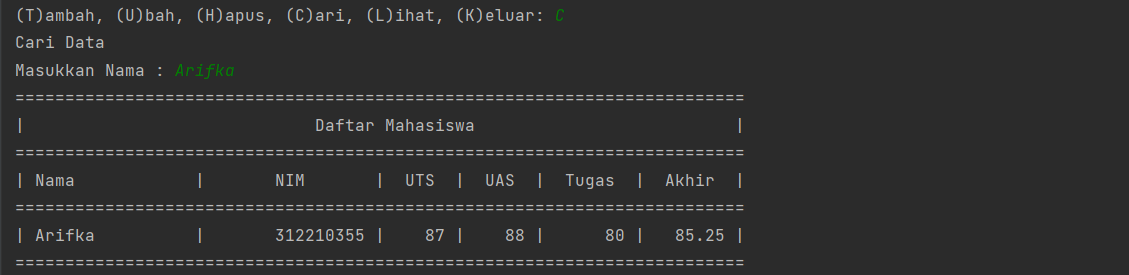 (T)ambah, (U)bah, (H)apus, (C)ari, (L)ihat, (K)eluar: C
Cari Data
Masukkan Nama : Arifka
=========================================================================
|                             Daftar Mahasiswa                          |
=========================================================================
| Nama            |       NIM       |  UTS  |  UAS  |  Tugas  |  Akhir  |
=========================================================================
| Arifka          |       312210355 |    87 |    88 |      80 |   85.25 |
=========================================================================